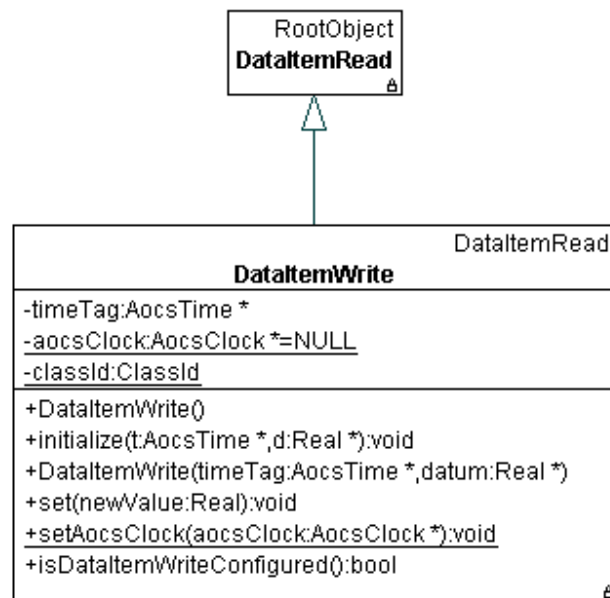 RootObject
DataItemRead
DataItemRead
DataItemWrite
-timeTag:AocsTime *
-aocsClock:AocsClock *=NULL
-classId:ClassId
+DataItemWrite()
+initialize(t:AocsTime *,d:Real *):void
+DataItemWrite(timeTag:AocsTime *,datum:Real *)
+set(newValue:Real):void
+setAocsClock(aocsClock:AocsClock *):void
+isDataItemWriteConfigured():bool